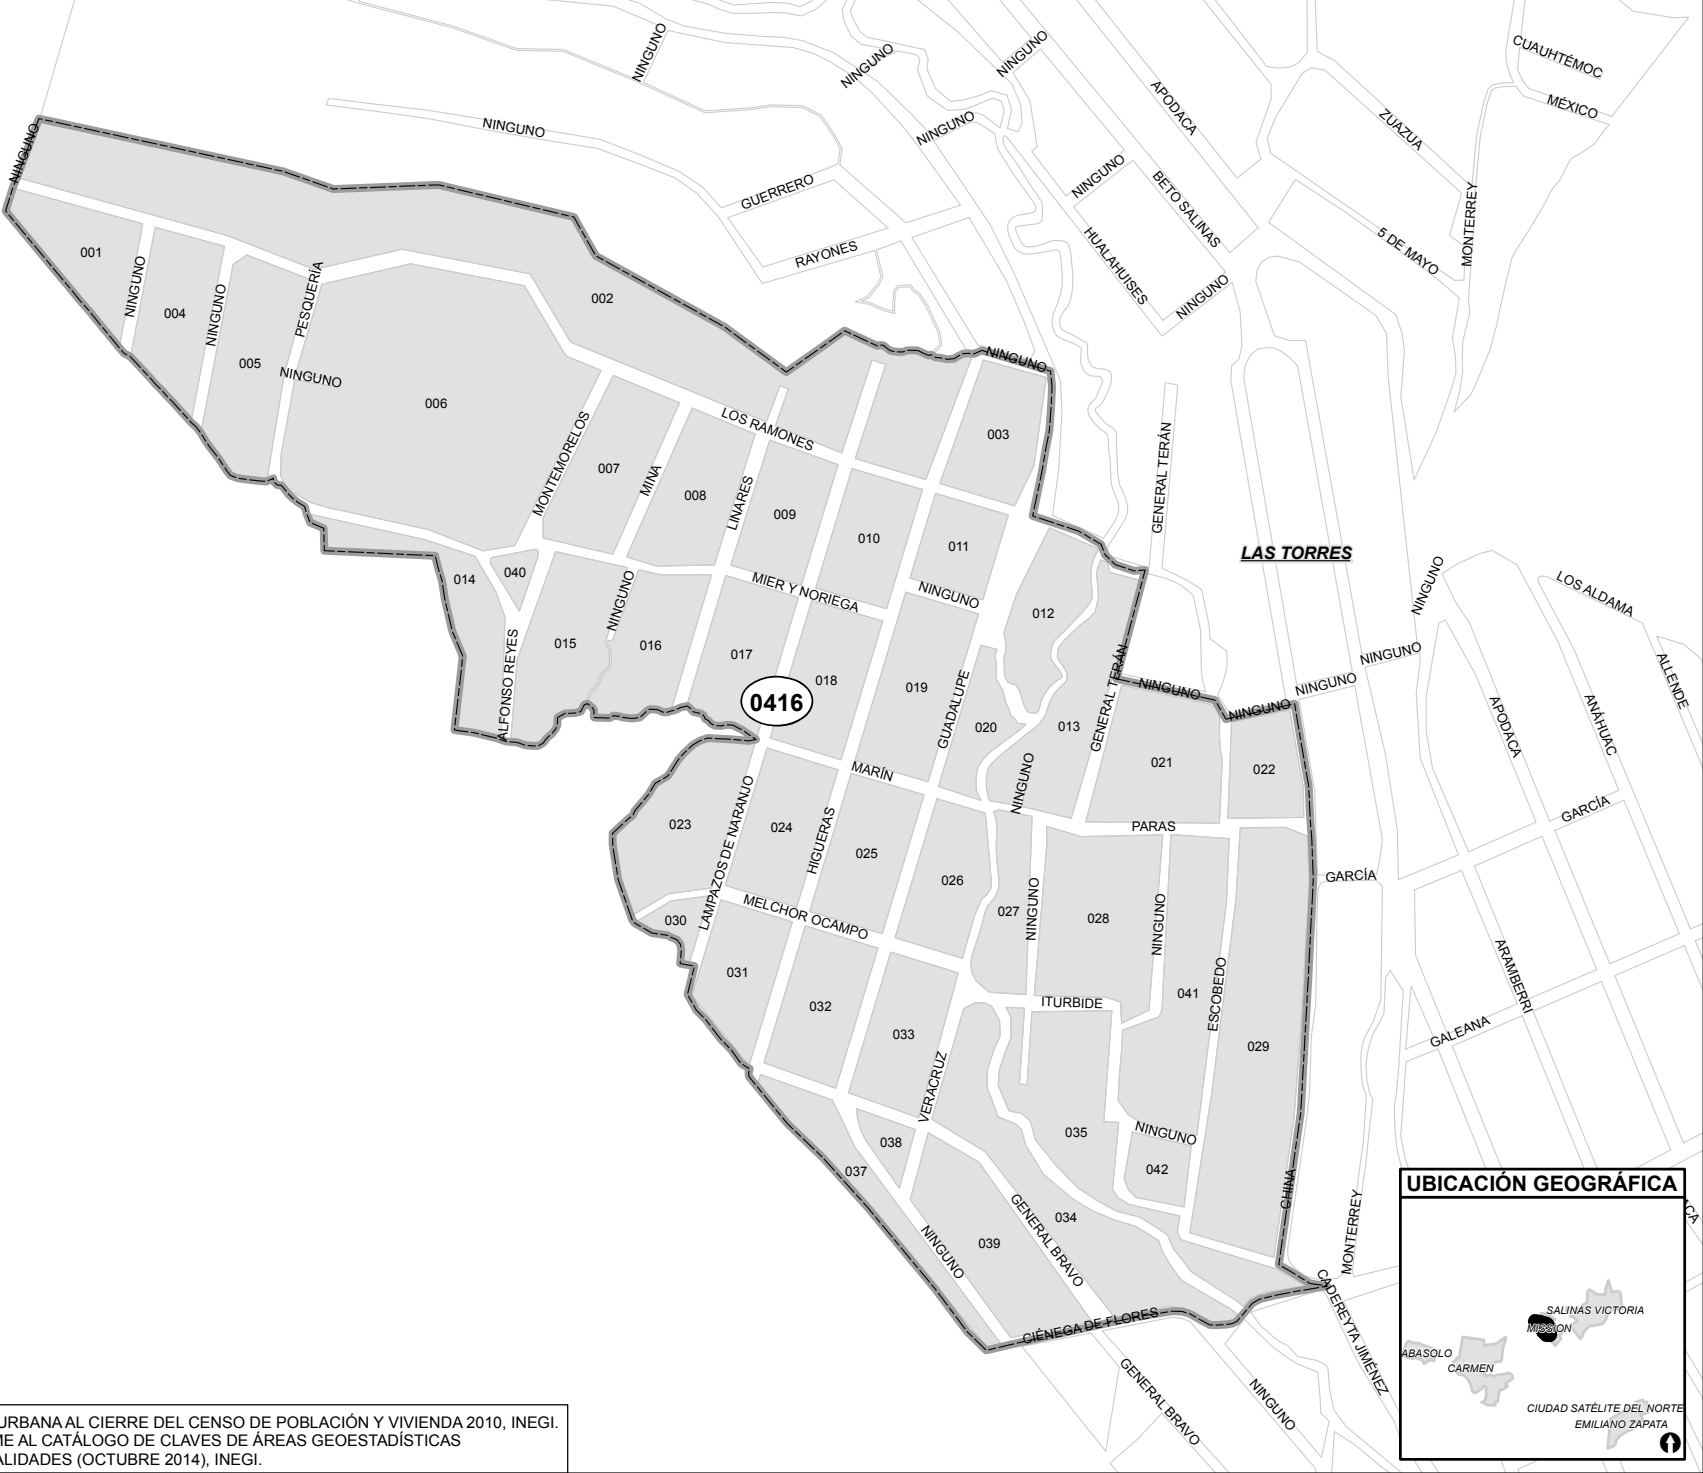 NINGUNO
NINGUNO
NINGUNO
CUAUHTÉMOC
MÉXICO
APODACA
ZUAZUA
NINGUNO
NINGUNO
NINGUNO
NINGUNO
GUERRERO
BETO SALINAS
MONTERREY
RAYONES
HUALAHUISES
5 DE MAYO
NINGUNO
001
NINGUNO
004
NINGUNO
PESQUERÍA
002
005
NINGUNO
006
NINGUNO
LOS RAMONES
003
GENERAL TERÁN
MONTEMORELOS
007
MINA
008
LINARES
009
010
011
LAS TORRES
014
040
NINGUNO
MIER Y NORIEGA
NINGUNO
012
NINGUNO
LOS ALDAMA
ALFONSO REYES
015
016
017
018
0416
019
GUADALUPE
020
013
GENERAL TERÁN
NINGUNO
NINGUNO
NINGUNO
NINGUNO
ALLENDE
APODACA
ANÁHUAC
MARÍN
NINGUNO
021
022
023
LAMPAZOS DE NARANJO
024
HIGUERAS
025
PARAS
GARCÍA
026
GARCÍA
030
MELCHOR OCAMPO
027
NINGUNO
028
NINGUNO
031
032
033
ITURBIDE
041
ESCOBEDO
029
ARAMBERRI
GALEANA
VERACRUZ
038
037
035
NINGUNO
042
CHINA
MONTERREY
034
GENERAL BRAVO
039
NINGUNO
CIÉNEGA DE FLORES
CADEREYTA JIMÉNEZ
GENERAL BRAVO
NINGUNO
UBICACIÓN GEOGRÁFICA
SALINAS VICTORIA
MISSION
ABASOLO
CARMEN
CIUDAD SATÉLITE DEL NORTE
EMILIANO ZAPATA
URBANA AL CIERRE DEL CENSO DE POBLACIÓN Y VIVIENDA 2010, INEGI.
ME AL CATÁLOGO DE CLAVES DE ÁREAS GEOESTADÍSTICAS
ALIDADES (OCTUBRE 2014), INEGI.